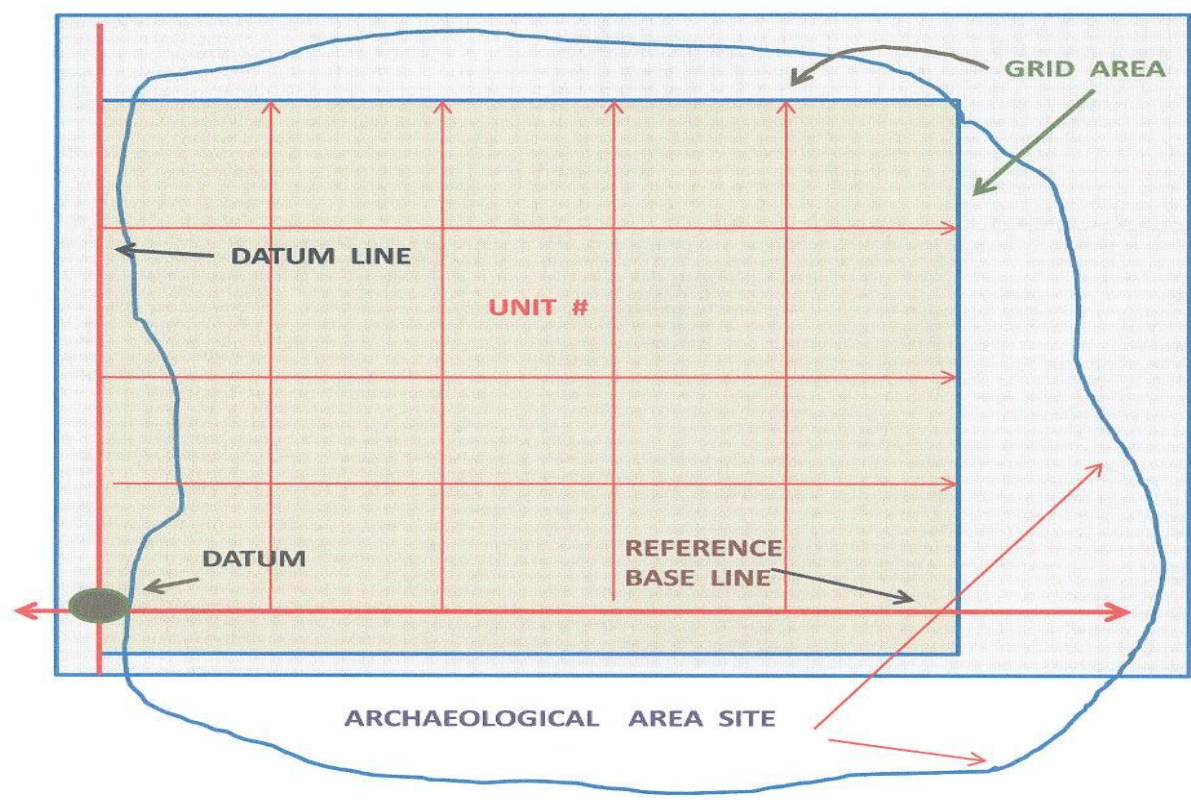 GRID AREA
DATUM LINE
UNIT #
REFERENCE
BASE LINE
DATUM
ARCHAEOLOGICAL AREA SITE